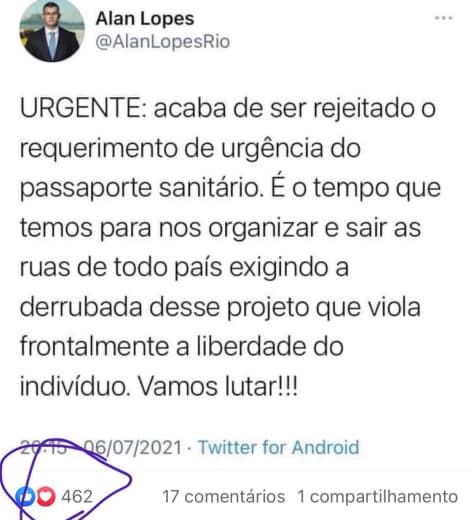 Alan Lopes
@AlanLopesRio
URGENTE: acaba de ser rejeitado o
requerimento de urgência do
passaporte sanitário. É o tempo que
temos para nos organizar e sair as
ruas de todo país exigindo a
derrubada desse projeto que viola
frontalmente a liberdade do
indivíduo. Vamos lutar!!!
20:15 · 06/07/2021 · Twitter for Android
462 17 comentários 1 compartilhamento